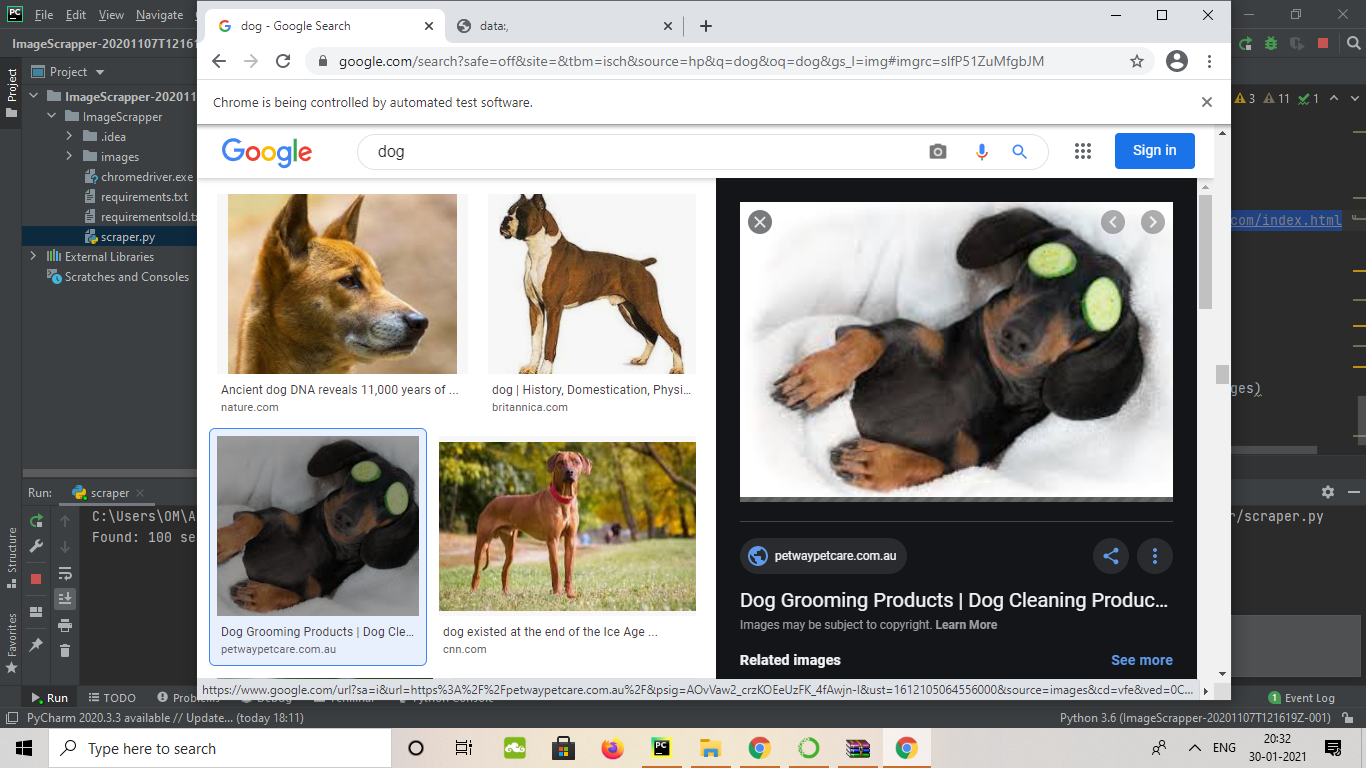 File Edit View Navigate
dog - Google Search
data:,
ImageScrapper-20201107T12161
google.com/search?safe=off&site=&tbm=isch&source=hp&q=dog&oq=dog&gs_l=img#imgrc=slfP51ZuMfgbJM
Project
Project
Chrome is being controlled by automated test software.
ImageScrapper-202011
3 11 1
ImageScrapper
.idea
images
chromedriver.exe
requirements.txt
requirementsold.tx
scraper.py
External Libraries
Scratches and Consoles
Google
dog
Sign in
com/index.html
Ancient dog DNA reveals 11,000 years of ...
nature.com
dog | History, Domestication, Physi...
britannica.com
ges)
Dog Grooming Products | Dog Cle...
petwaypetcare.com.au
dog existed at the end of the Ice Age ...
cnn.com
petwaypetcare.com.au
Dog Grooming Products | Dog Cleaning Produc...
Images may be subject to copyright. Learn More
Related images
See more
Run: scraper
C:\Users\OM\A
r/scraper.py
Found: 100 se
Structure
Favorites
https://www.google.com/url?sa=i&url=https%3A%2F%2Fpetwaypetcare.com.au%2F&psig=AOvVaw2_crzKOEeUzFK_4fAwjn-I&ust=1612105064556000&source=images&cd=vfe&ved=0C...
Run TODO
1 Event Log
PyCharm 2020.3.3 available // Update... (today 18:11)
Python 3.6 (ImageScrapper-20201107T121619Z-001)
Type here to search
ENG
20:32
30-01-2021